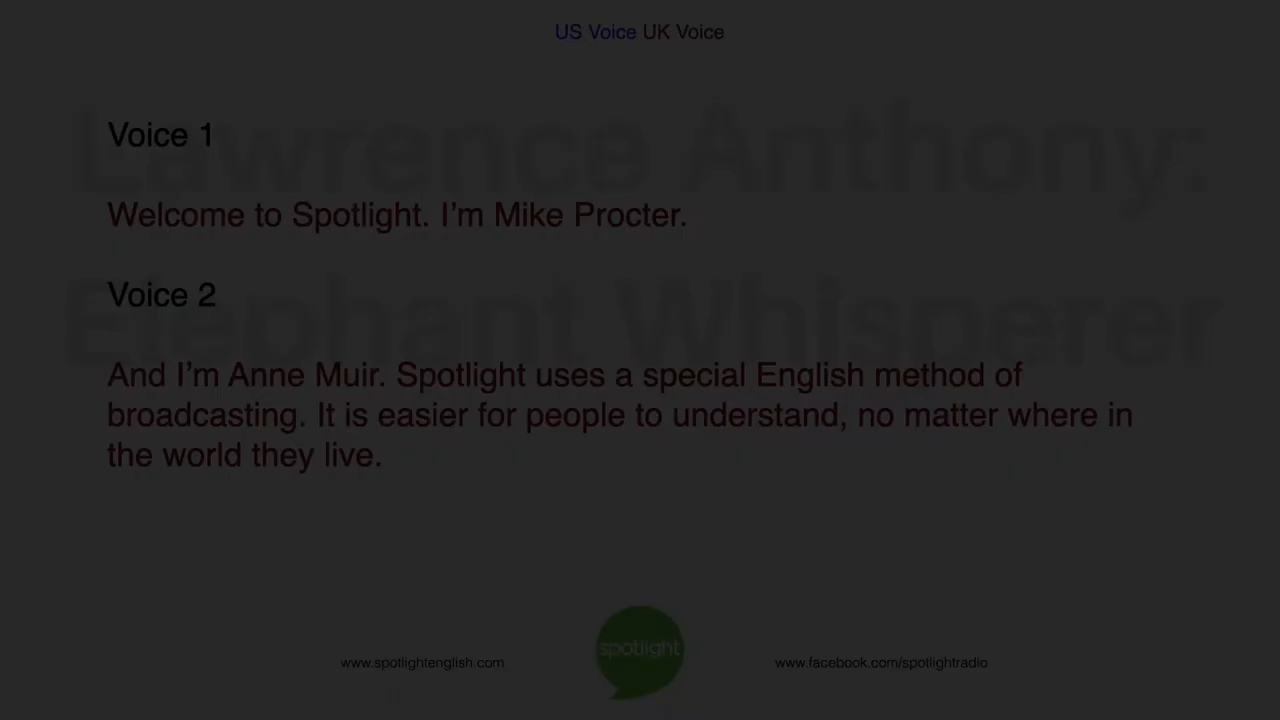 US Voice UK Voice
Lawrence Anthony:
Elephant Whisperer
Voice 1
Welcome to Spotlight. I'm Mike Procter.
Voice 2
And I'm Anne Muir. Spotlight uses a special English method of
broadcasting. It is easier for people to understand, no matter where in
the world they live.
www.spotlightenglish.com
spotlight
www.facebook.com/spotlightradio